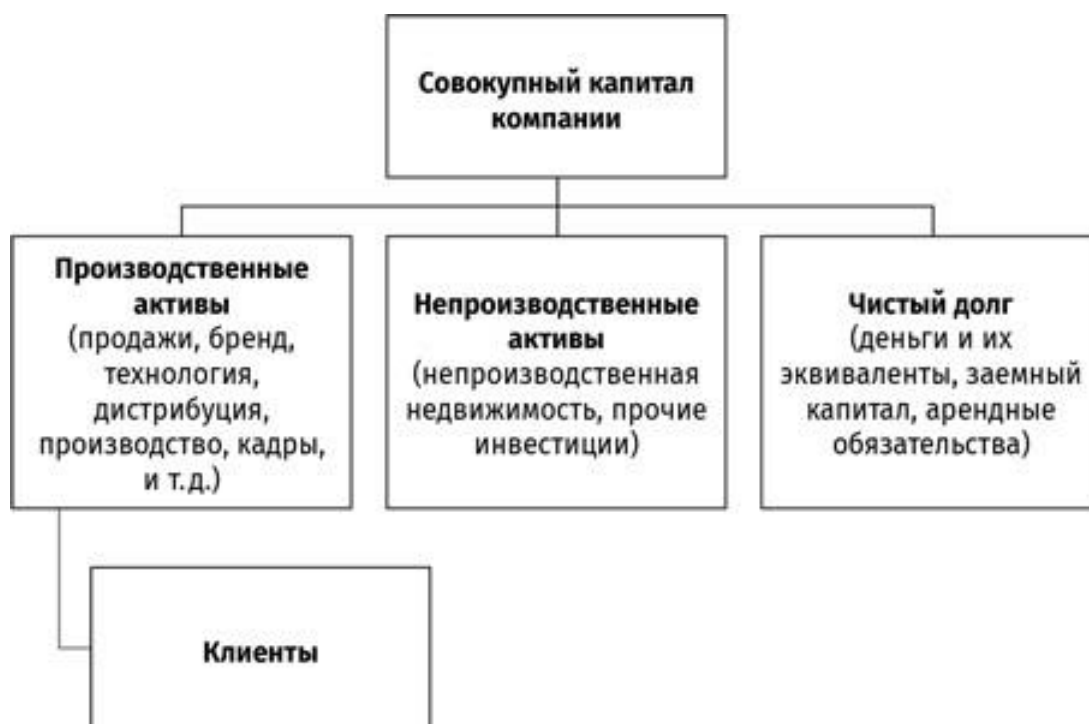 Совокупный капитал
компании
Производственные
активы
(продажи, бренд,
технология,
дистрибуция,
производство, кадры,
и т. д.)
Непроизводственные
активы
(непроизводственная
недвижимость, прочие
инвестиции)
Чистый долг
(деньги и их
эквиваленты, заемный
капитал, арендные
обязательства)
Клиенты